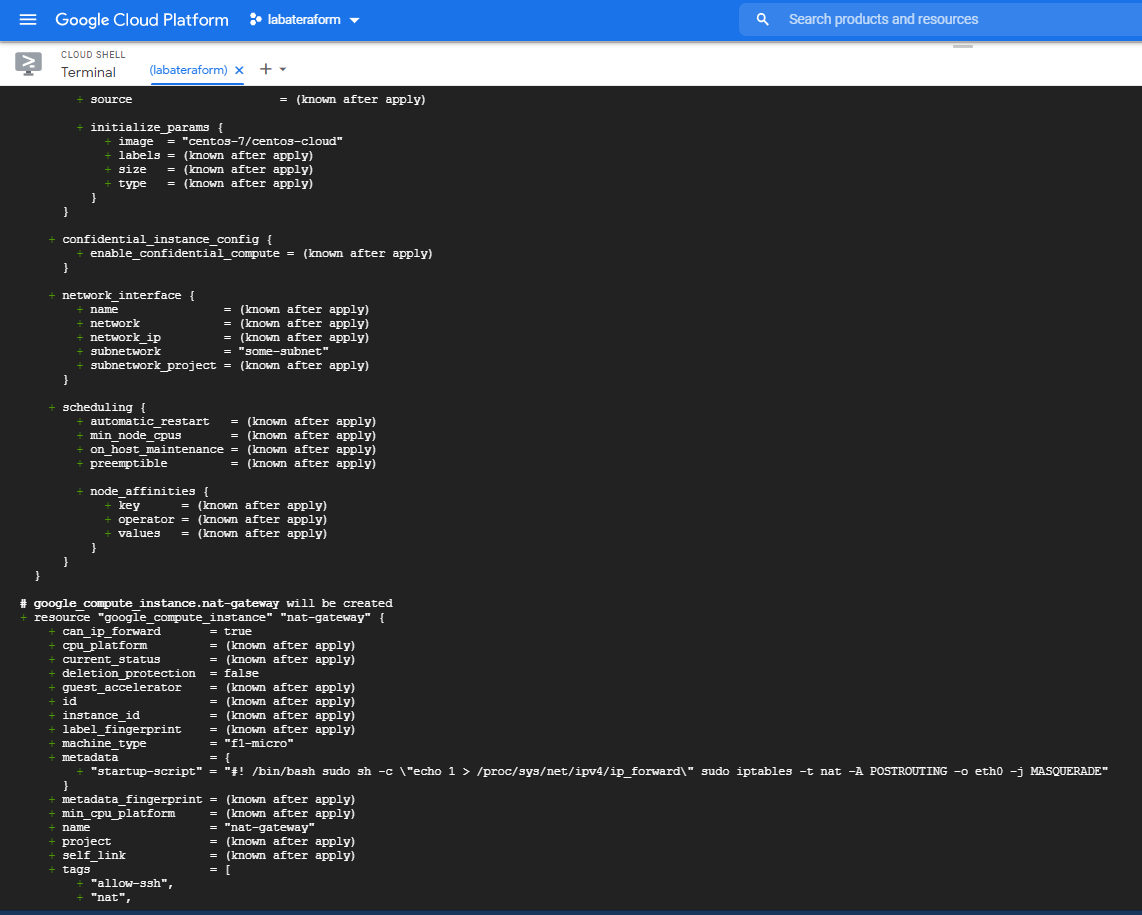 Google Cloud Platform
labateraform
Search products and resources
CLOUD SHELL
Terminal
(labateraform) ×
+ source = (known after apply)
+ initialize_params {
+ image = "centos-7/centos-cloud"
+ labels = (known after apply)
+ size = (known after apply)
+ type = (known after apply)
}
}
+ confidential_instance_config {
+ enable_confidential_compute = (known after apply)
}
+ network_interface {
+ name = (known after apply)
+ network = (known after apply)
+ network_ip = (known after apply)
+ subnetwork = "some-subnet"
+ subnetwork_project = (known after apply)
}
+ scheduling {
+ automatic_restart = (known after apply)
+ min_node_cpus = (known after apply)
+ on_host_maintenance = (known after apply)
+ preemptible = (known after apply)
+ node_affinities {
+ key = (known after apply)
+ operator = (known after apply)
+ values = (known after apply)
}
}
}
# google_compute_instance.nat-gateway will be created
+ resource "google_compute_instance" "nat-gateway" {
+ can_ip_forward = true
+ cpu_platform = (known after apply)
+ current_status = (known after apply)
+ deletion_protection = false
+ guest_accelerator = (known after apply)
+ id = (known after apply)
+ instance_id = (known after apply)
+ label_fingerprint = (known after apply)
+ machine_type = "f1-micro"
+ metadata = {
+ "startup-script" = "#! /bin/bash sudo sh -c \"echo 1 > /proc/sys/net/ipv4/ip_forward\" sudo iptables -t nat -A POSTROUTING -o eth0 -j MASQUERADE"
}
+ metadata_fingerprint = (known after apply)
+ min_cpu_platform = (known after apply)
+ name = "nat-gateway"
+ project = (known after apply)
+ self_link = (known after apply)
+ tags = [
+ "allow-ssh",
+ "nat",